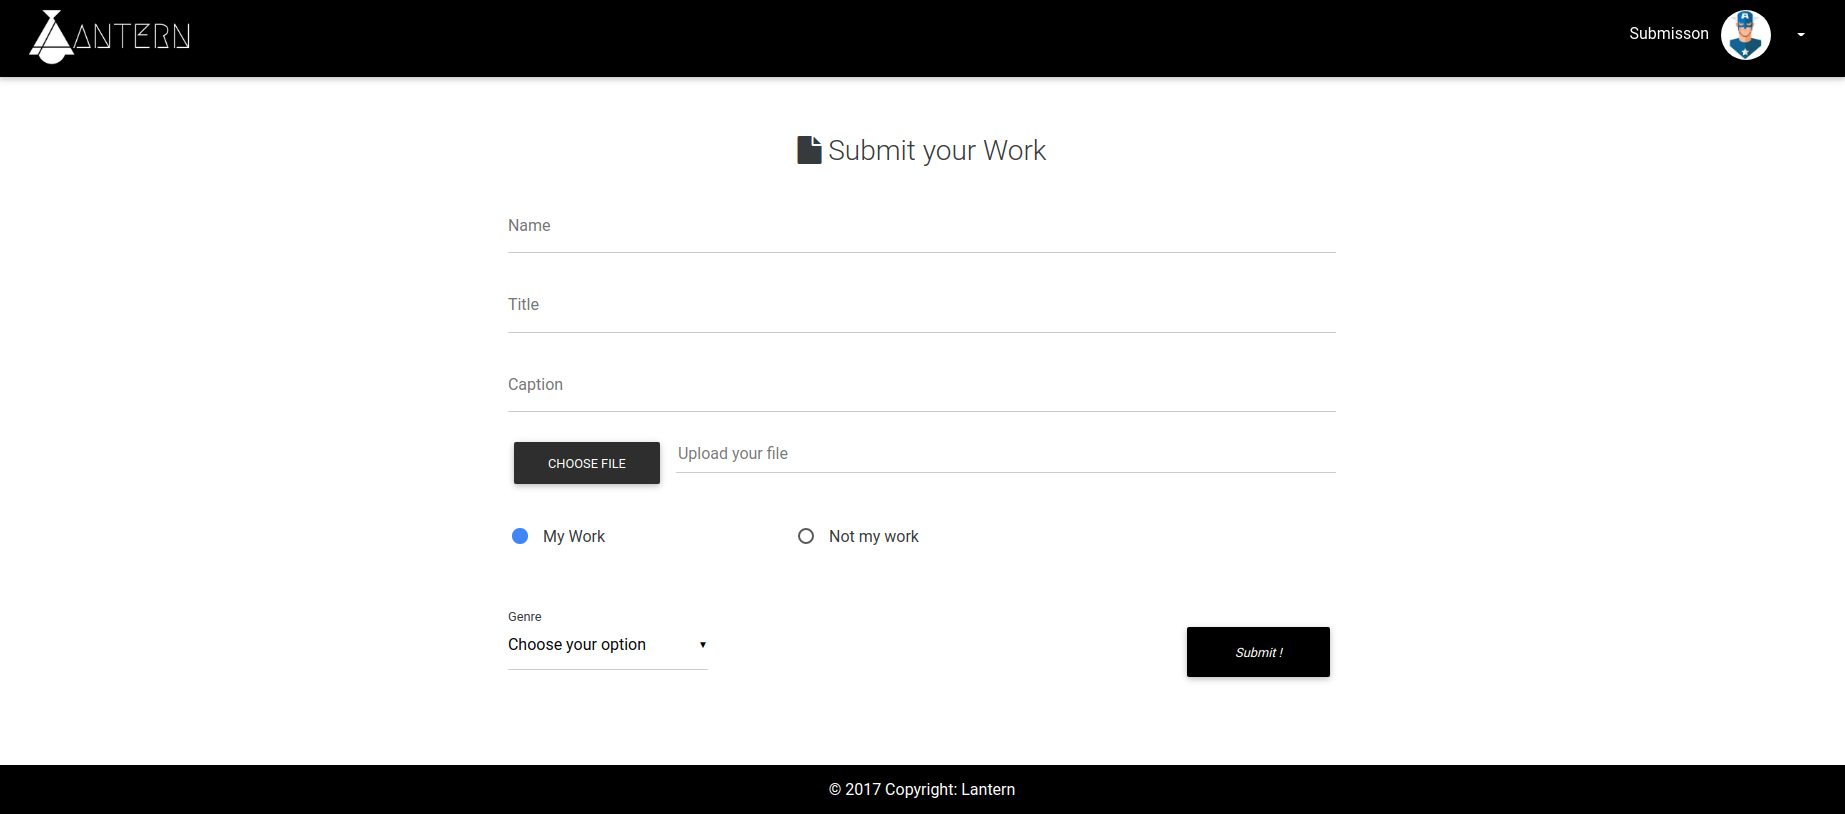 LANTERN
Submisson
Submit your Work
Name
Title
Caption
CHOOSE FILE Upload your file
My Work Not my work
Genre
Choose your option
Submit !
© 2017 Copyright: Lantern